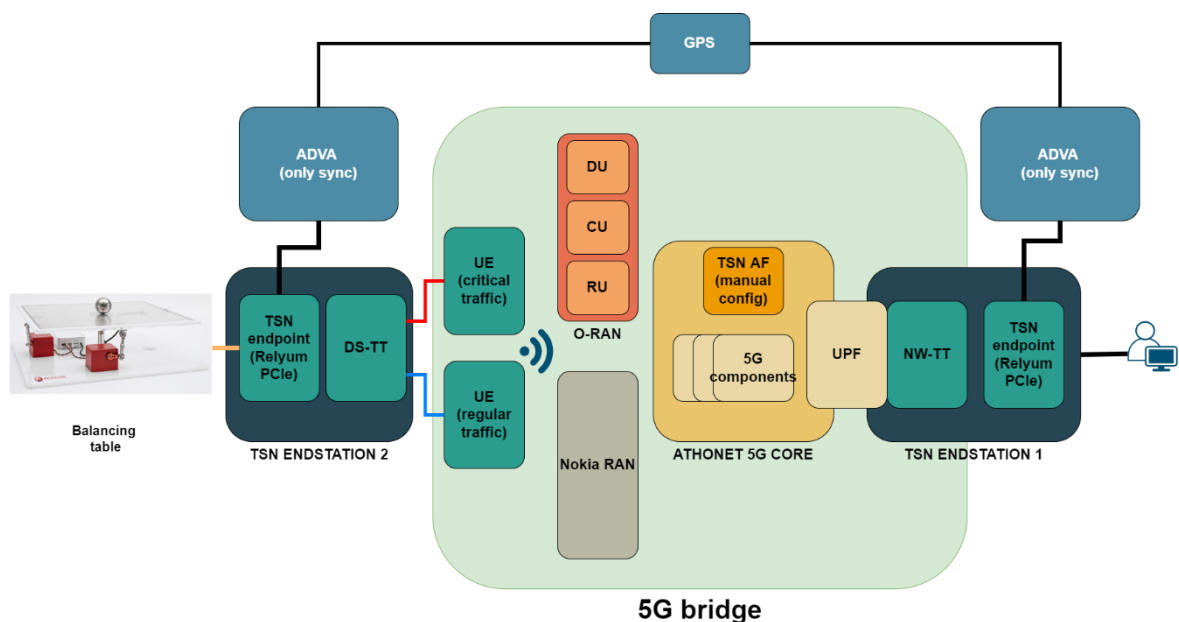 GPS
ADVA
(only sync)
ADVA
(only sync)
DU
CU
RU
O-RAN
UE
(critical
traffic)
UE
(regular
traffic)
Nokia RAN
TSN AF
(manual
config)
5G
components
ATHONET 5G CORE
UPF
NW-TT
TSN
endpoint
(Relyum
PCIe)
TSN ENDSTATION 1
TSN
endpoint
(Relyum
PCIe)
DS-TT
TSN ENDSTATION 2
Balancing
table
5G bridge